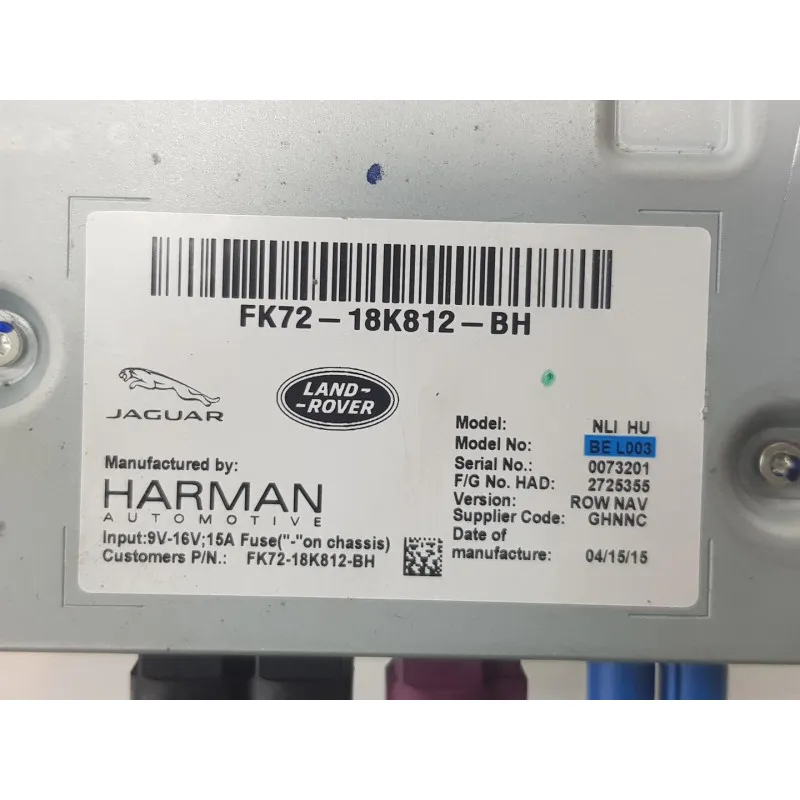 FK72-18K812-BH
JAGUAR
LAND-
-ROVER
Manufactured by:
HARMAN
AUTOMOTIVE
Input:9V-16V;15A Fuse("-"on chassis)
Customers P/N.: FK72-18K812-BH
Model: NLI HU
Model No: BE L003
Serial No.: 0073201
F/G No. HAD: 2725355
Version: ROW NAV
Supplier Code: GHNNC
Date of
manufacture: 04/15/15